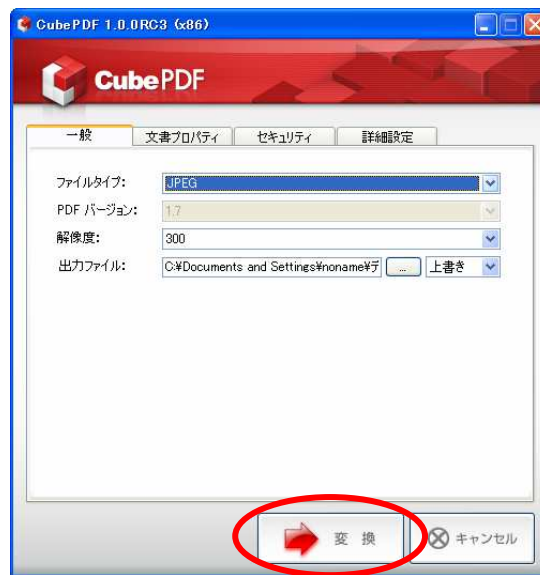 CubePDF 1.0.0RC3 (x86)
CubePDF
一般 文書プロパティ セキュリティ 詳細設定
ファイルタイプ: JPEG
PDF バージョン: 1.7
解像度: 300
出力ファイル: C:¥Documents and Settings¥noname¥デ ... 上書き
変 換 キャンセル